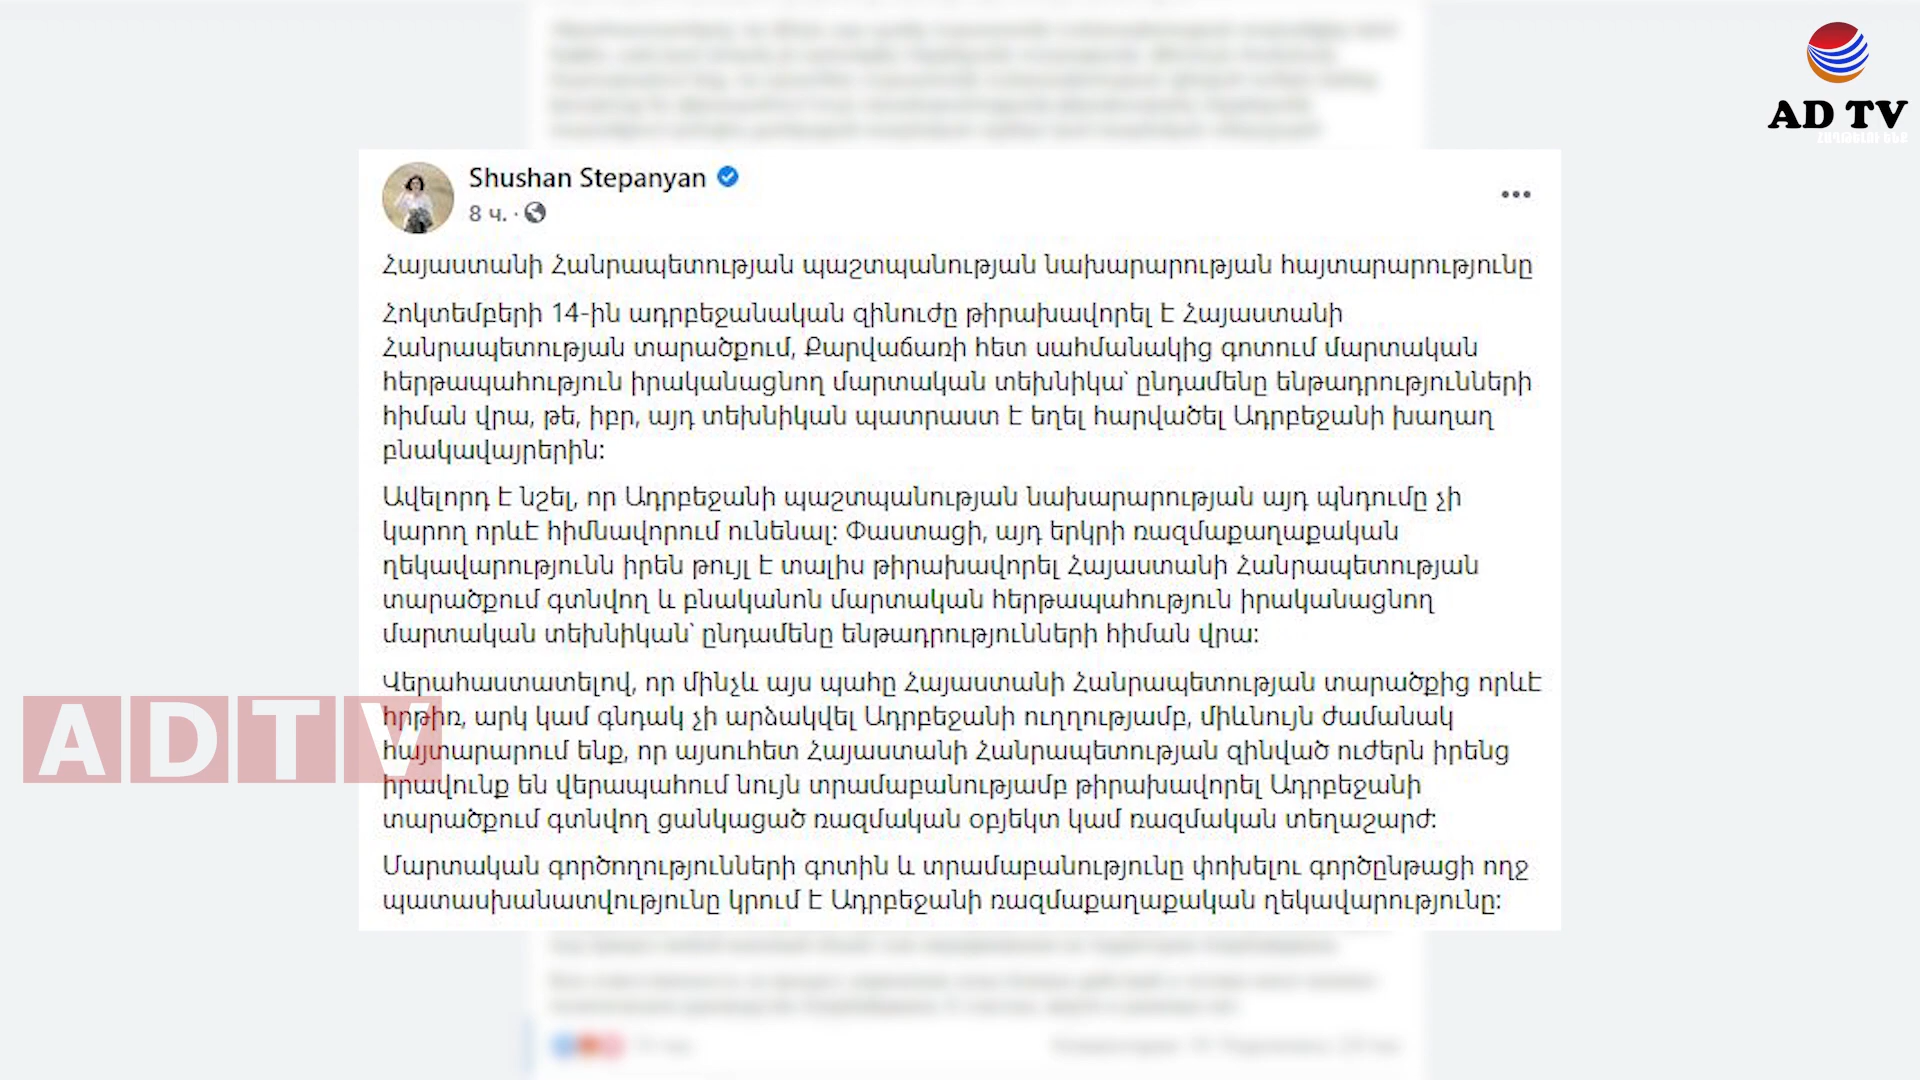 AD TV
ՀԱՂԹԵԼՈՒ ԵՆՔ
Shushan Stepanyan
8 ч. ·
Հայաստանի Հանրապետության պաշտպանության նախարարության հայտարարությունը
Հոկտեմբերի 14-ին ադրբեջանական զինուժը թիրախավորել է Հայաստանի
Հանրապետության տարածքում, Քարվաճառի հետ սահմանակից գոտում մարտական
հերթապահություն իրականացնող մարտական տեխնիկա՝ ընդամենը ենթադրությունների
հիման վրա, թե, իբր, այդ տեխնիկան պատրաստ է եղել հարվածել Ադրբեջանի խաղաղ
բնակավայրերին:
Ավելորդ է նշել, որ Ադրբեջանի պաշտպանության նախարարության այդ պնդումը չի
կարող որևէ հիմնավորում ունենալ: Փաստացի, այդ երկրի ռազմաքաղաքական
ղեկավարությունն իրեն թույլ է տալիս թիրախավորել Հայաստանի Հանրապետության
տարածքում գտնվող և բնականոն մարտական հերթապահություն իրականացնող
մարտական տեխնիկան՝ ընդամենը ենթադրությունների հիման վրա:
Վերահաստատելով, որ մինչև այս պահը Հայաստանի Հանրապետության տարածքից որևէ
հրթիռ, արկ կամ գնդակ չի արձակվել Ադրբեջանի ուղղությամբ, միևնույն ժամանակ
հայտարարում ենք, որ այսուհետ Հայաստանի Հանրապետության զինված ուժերն իրենց
իրավունք են վերապահում նույն տրամաբանությամբ թիրախավորել Ադրբեջանի
տարածքում գտնվող ցանկացած ռազմական օբյեկտ կամ ռազմական տեղաշարժ:
Մարտական գործողությունների գոտին և տրամաբանությունը փոխելու գործընթացի ողջ
պատասխանատվությունը կրում է Ադրբեջանի ռազմաքաղաքական ղեկավարությունը:
ADTV